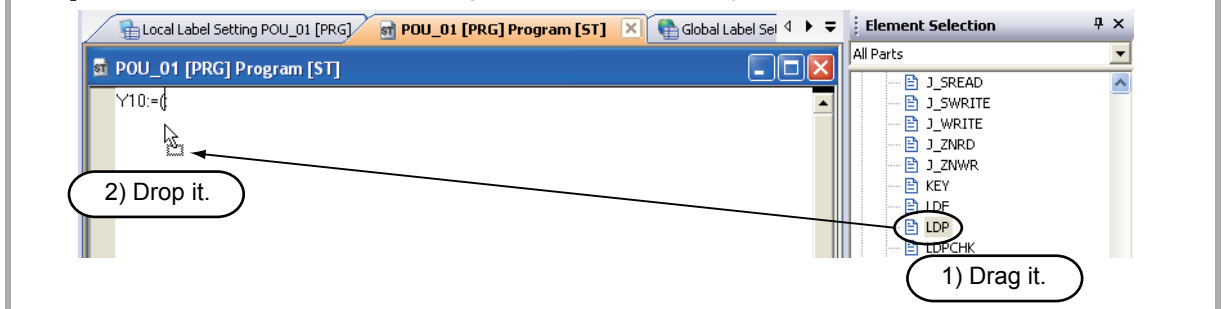 Local Label Setting POU_01 [PRG]
POU_01 [PRG] Program [ST]
Global Label Set
Element Selection
POU_01 [PRG] Program [ST]
All Parts
Y10:=(
J_SREAD
J_SWRITE
J_WRITE
J_ZNRD
J_ZNWR
KEY
LDF
LDP
LDPCHK
2) Drop it.
1) Drag it.